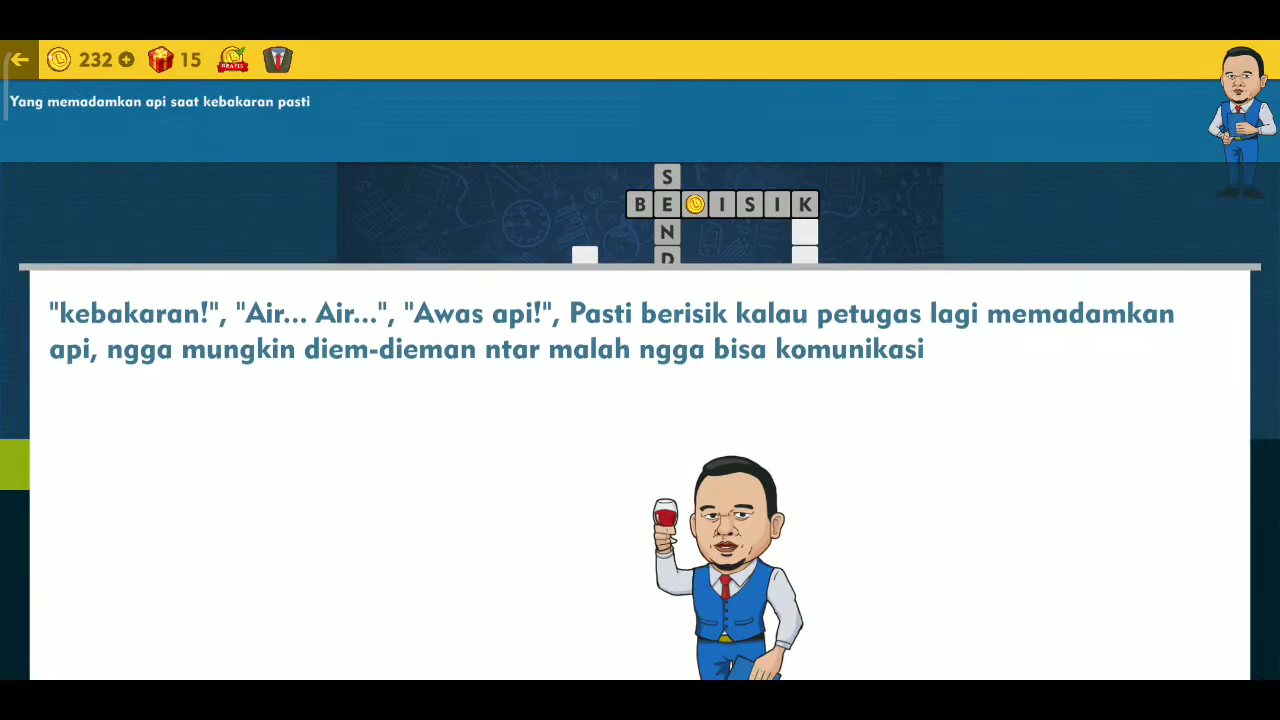 232
15
GRATIS
Yang memadamkan api saat kebakaran pasti
S
B E I S I K
N
D
"kebakaran!", "Air... Air...", "Awas api!", Pasti berisik kalau petugas lagi memadamkan
api, ngga mungkin diem-dieman ntar malah ngga bisa komunikasi